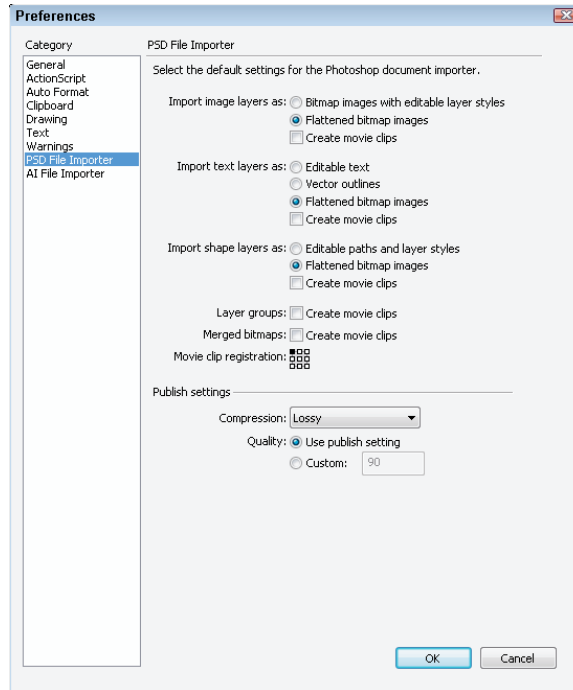 Preferences
Category
General
ActionScript
Auto Format
Clipboard
Drawing
Text
Warnings
PSD File Importer
AI File Importer
PSD File Importer
Select the default settings for the Photoshop document importer.
Import image layers as: Bitmap images with editable layer styles
Flattened bitmap images
Create movie clips
Import text layers as: Editable text
Vector outlines
Flattened bitmap images
Create movie clips
Import shape layers as: Editable paths and layer styles
Flattened bitmap images
Create movie clips
Layer groups: Create movie clips
Merged bitmaps: Create movie clips
Movie clip registration:
Publish settings
Compression: Lossy
Quality: Use publish setting
Custom: 90
OK Cancel